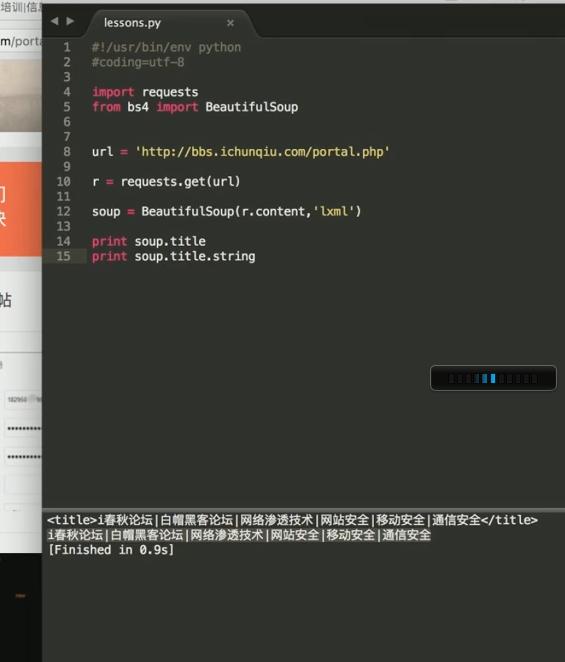 培训|信息
m/porta
lessons.py
1 #!/usr/bin/env python
2 #coding=utf-8
3
4 import requests
5 from bs4 import BeautifulSoup
6
7
8 url = 'http://bbs.ichunqiu.com/portal.php'
9
10 r = requests.get(url)
11
12 soup = BeautifulSoup(r.content,'lxml')
13
14 print soup.title
15 print soup.title.string
帖
<title>i春秋论坛|白帽黑客论坛|网络渗透技术|网站安全|移动安全|通信安全</title>
i春秋论坛|白帽黑客论坛|网络渗透技术|网站安全|移动安全|通信安全
[Finished in 0.9s]
new